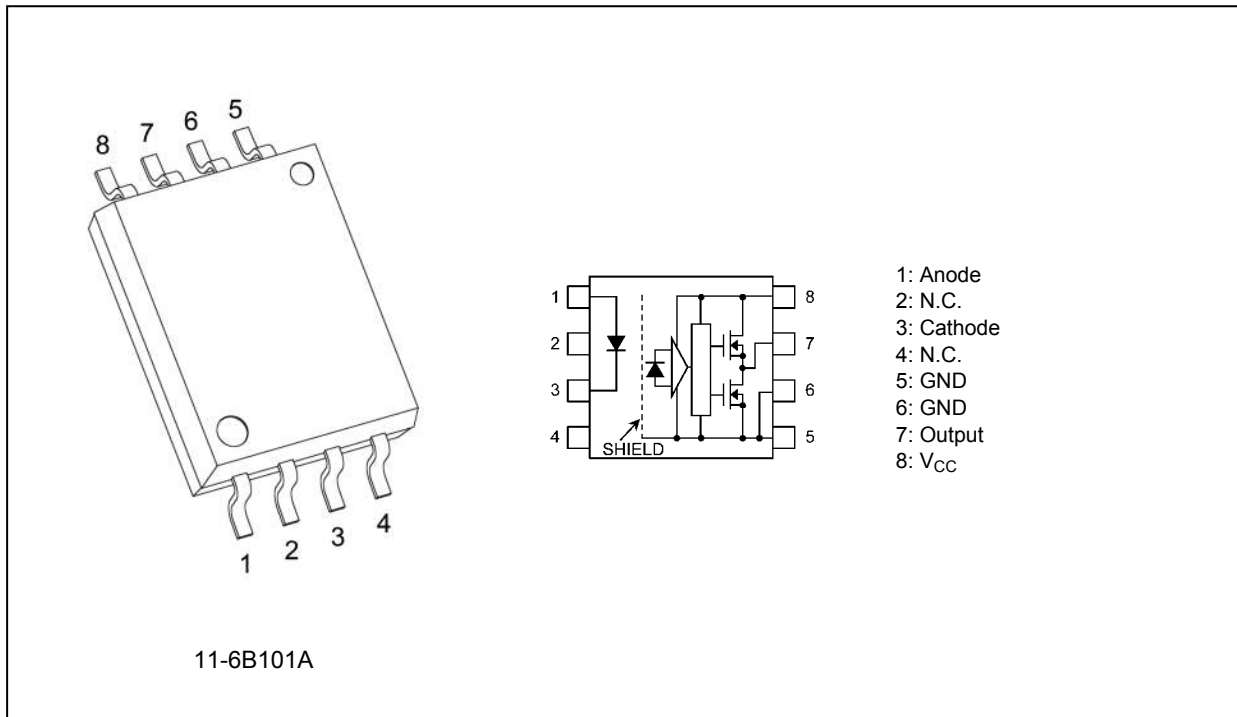 8
7
6
5
1
2
3
4
11-6B101A
1
2
3
4
8
7
6
5
SHIELD
1: Anode
2: N.C.
3: Cathode
4: N.C.
5: GND
6: GND
7: Output
8: VCC